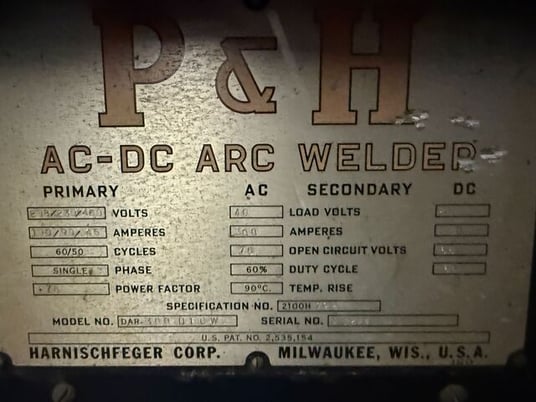 P & H
AC-DC ARC WELDER
PRIMARY AC SECONDARY DC
VOLTS 40 LOAD VOLTS
AMPERES 300 AMPERES
60/50 CYCLES OPEN CIRCUIT VOLTS
SINGLE PHASE 60% DUTY CYCLE
POWER FACTOR 90°C. TEMP. RISE
SPECIFICATION NO. 2100H
MODEL NO. SERIAL NO.
U.S. PAT. NO. 2,535,154
HARNISCHFEGER CORP. MILWAUKEE, WIS., U.S.A.